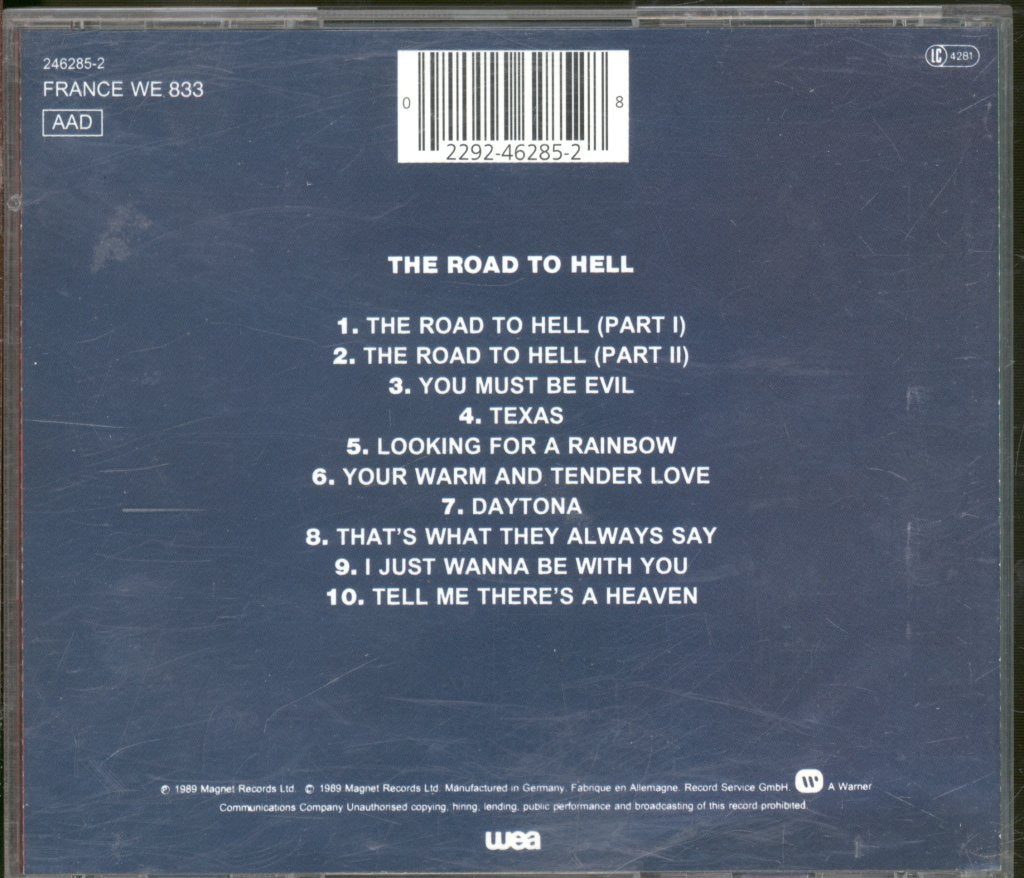 246285-2
FRANCE WE 833
AAD
LC 4281
0 8
2292-46285-2
THE ROAD TO HELL
1. THE ROAD TO HELL (PART I)
2. THE ROAD TO HELL (PART II)
3. YOU MUST BE EVIL
4. TEXAS
5. LOOKING FOR A RAINBOW
6. YOUR WARM AND TENDER LOVE
7. DAYTONA
8. THAT'S WHAT THEY ALWAYS SAY
9. I JUST WANNA BE WITH YOU
10. TELL ME THERE'S A HEAVEN
℗ 1989 Magnet Records Ltd. © 1989 Magnet Records Ltd. Manufactured in Germany. Fabrique en Allemagne. Record Service GmbH. A Warner
Communications Company Unauthorised copying, hiring, lending, public performance and broadcasting of this record prohibited.
wea